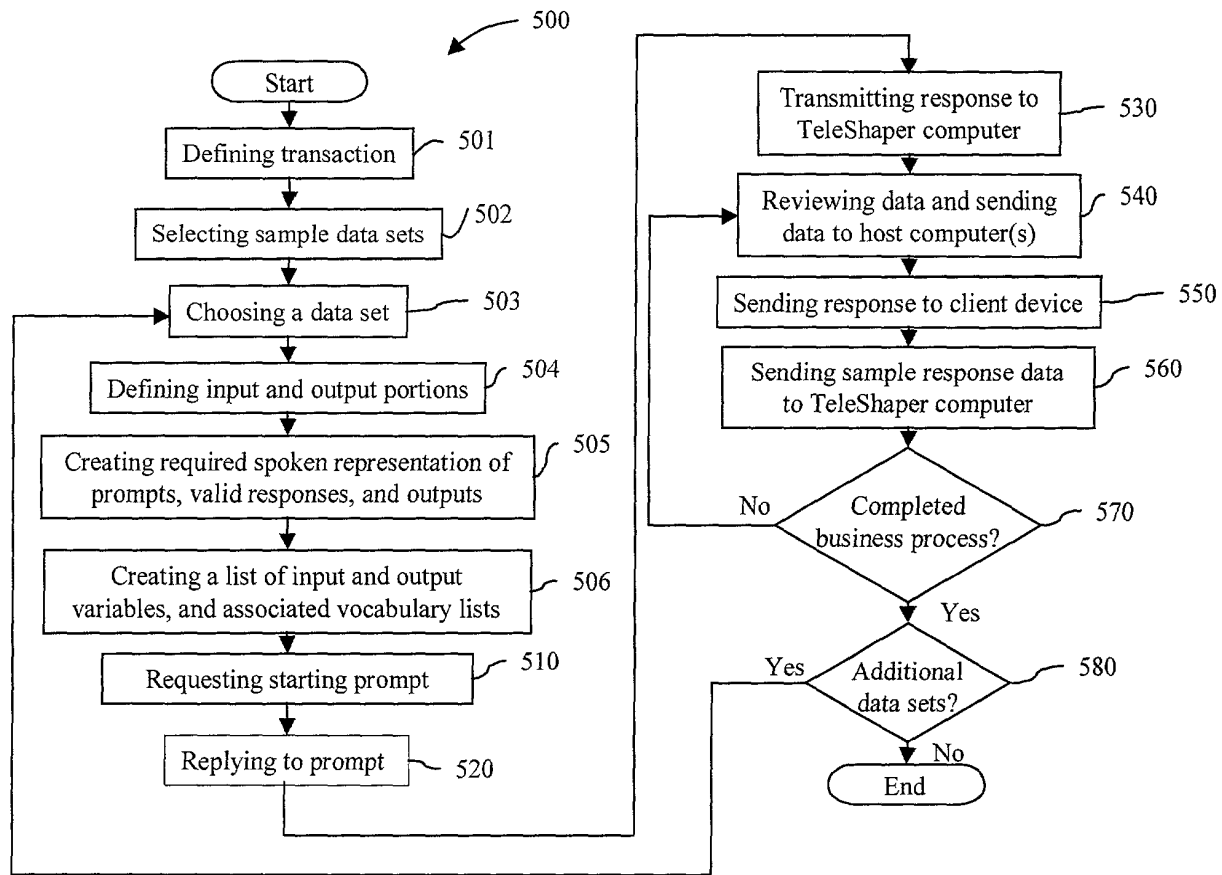 500
Start
Defining transaction
501
Selecting sample data sets
502
Choosing a data set
503
Defining input and output portions
504
Creating required spoken representation of
prompts, valid responses, and outputs
505
Creating a list of input and output
variables, and associated vocabulary lists
506
Requesting starting prompt
510
Replying to prompt
520
Transmitting response to
TeleShaper computer
530
Reviewing data and sending
data to host computer(s)
540
Sending response to client device
550
Sending sample response data
to TeleShaper computer
560
No
Completed
business process?
570
Yes
Yes
Additional
data sets?
580
No
End